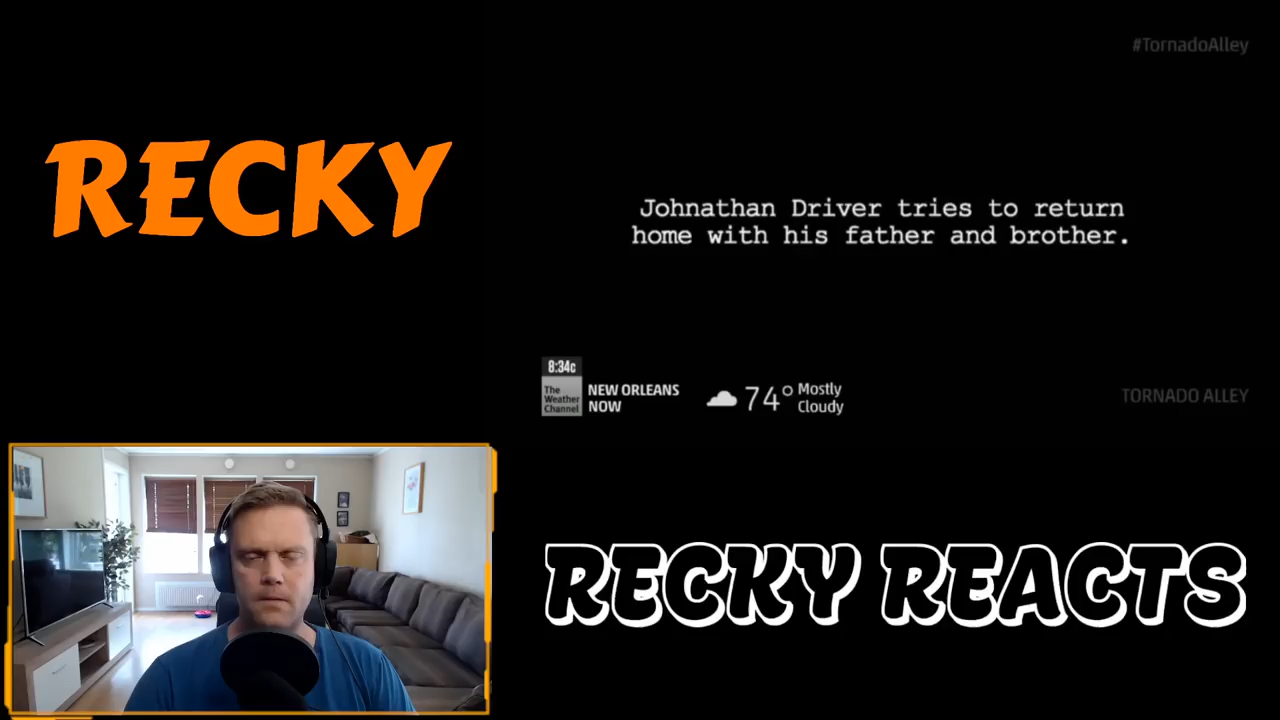 #TornadoAlley
RECKY
Johnathan Driver tries to return
home with his father and brother.
8:34c
The
Weather
Channel
NEW ORLEANS
NOW
74° Mostly
Cloudy
TORNADO ALLEY
RECKY REACTS